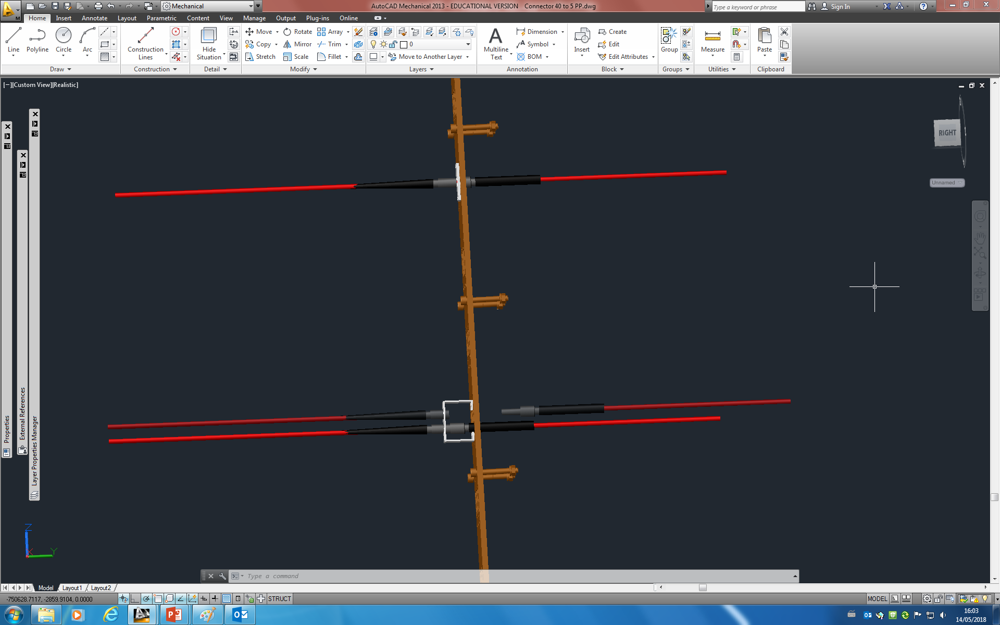 Mechanical
AutoCAD Mechanical 2013 - EDUCATIONAL VERSION Connector 40 to 5 PP.dwg
Type a keyword or phrase
Sign In
M
Home Insert Annotate Layout Parametric Content View Manage Output Plug-ins Online
Line Polyline Circle Arc
Draw
Construction Lines
Construction
Hide Situation
Detail
Move Rotate Array
Copy Mirror Trim
Stretch Scale Fillet
Modify
0
Move to Another Layer
Layers
Multiline Text
Dimension
Symbol
BOM
Annotation
Insert
Create
Edit
Edit Attributes
Block
Group
Groups
Measure
Utilities
Paste
Clipboard
[−][Custom View][Realistic]
RIGHT
Unnamed
Properties
External References
Layer Properties Manager
Z
X
Y
Type a command
Model Layout1 Layout2
-750628.7117, -2859.9104, 0.0000
STRUCT
MODEL
16:03
14/05/2018